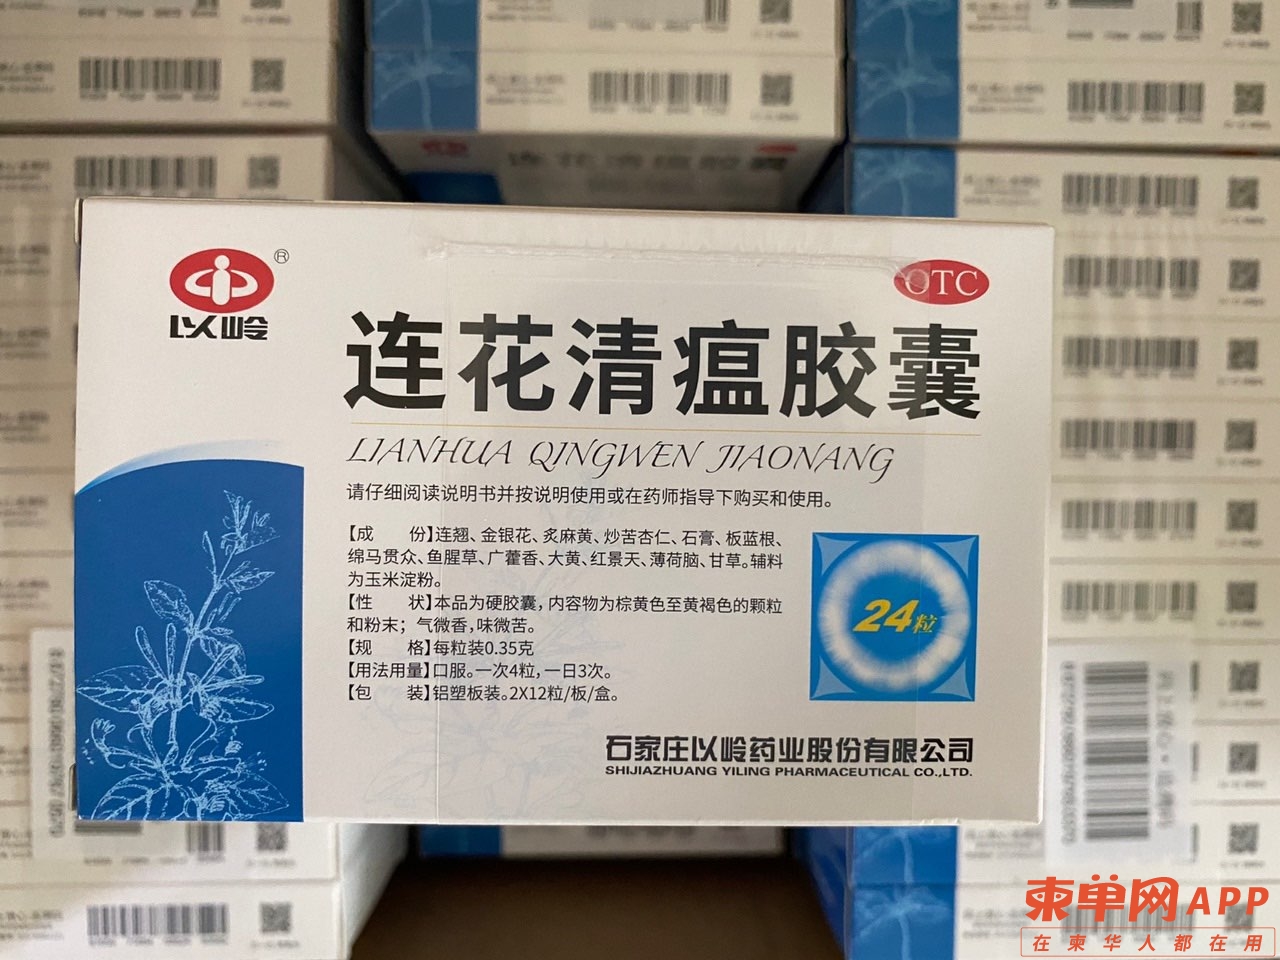 以岭
®
OTC
连花清瘟胶囊
LIANHUA QINGWEN JIAONANG
请仔细阅读说明书并按说明使用或在药师指导下购买和使用。
【成 份】连翘、金银花、炙麻黄、炒苦杏仁、石膏、板蓝根、
绵马贯众、鱼腥草、广藿香、大黄、红景天、薄荷脑、甘草。辅料
为玉米淀粉。
【性 状】本品为硬胶囊，内容物为棕黄色至黄褐色的颗粒
和粉末；气微香，味微苦。
【规 格】每粒装0.35克
【用法用量】口服。一次4粒，一日3次。
【包 装】铝塑板装。2X12粒/板/盒。
24粒
石家庄以岭药业股份有限公司
SHIJIAZHUANG YILING PHARMACEUTICAL CO.,LTD.
柬单网APP
在柬华人都在用